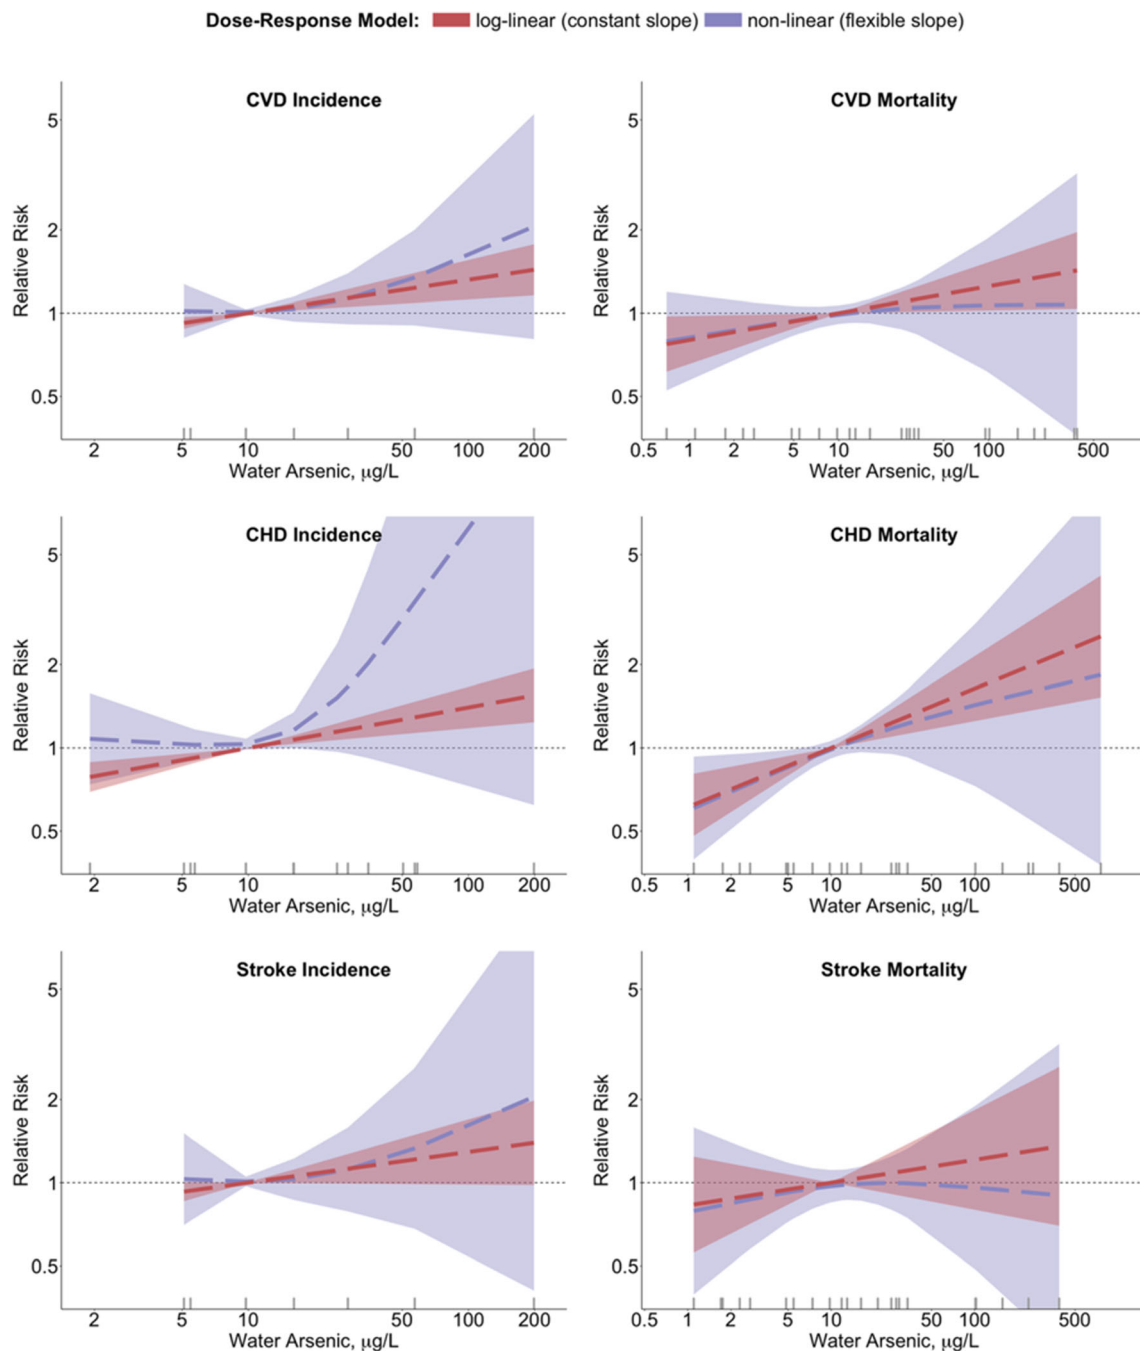 Dose-Response Model: log-linear (constant slope) non-linear (flexible slope)
CVD Incidence
5
2
1
0.5
Relative Risk
2 5 10 50 100 200
Water Arsenic, μg/L
CVD Mortality
5
2
1
0.5
Relative Risk
0.5 1 2 5 10 50 100 500
Water Arsenic, μg/L
CHD Incidence
5
2
1
0.5
Relative Risk
2 5 10 50 100 200
Water Arsenic, μg/L
CHD Mortality
5
2
1
0.5
Relative Risk
0.5 1 2 5 10 50 100 500
Water Arsenic, μg/L
Stroke Incidence
5
2
1
0.5
Relative Risk
2 5 10 50 100 200
Water Arsenic, μg/L
Stroke Mortality
5
2
1
0.5
Relative Risk
0.5 1 2 5 10 50 100 500
Water Arsenic, μg/L